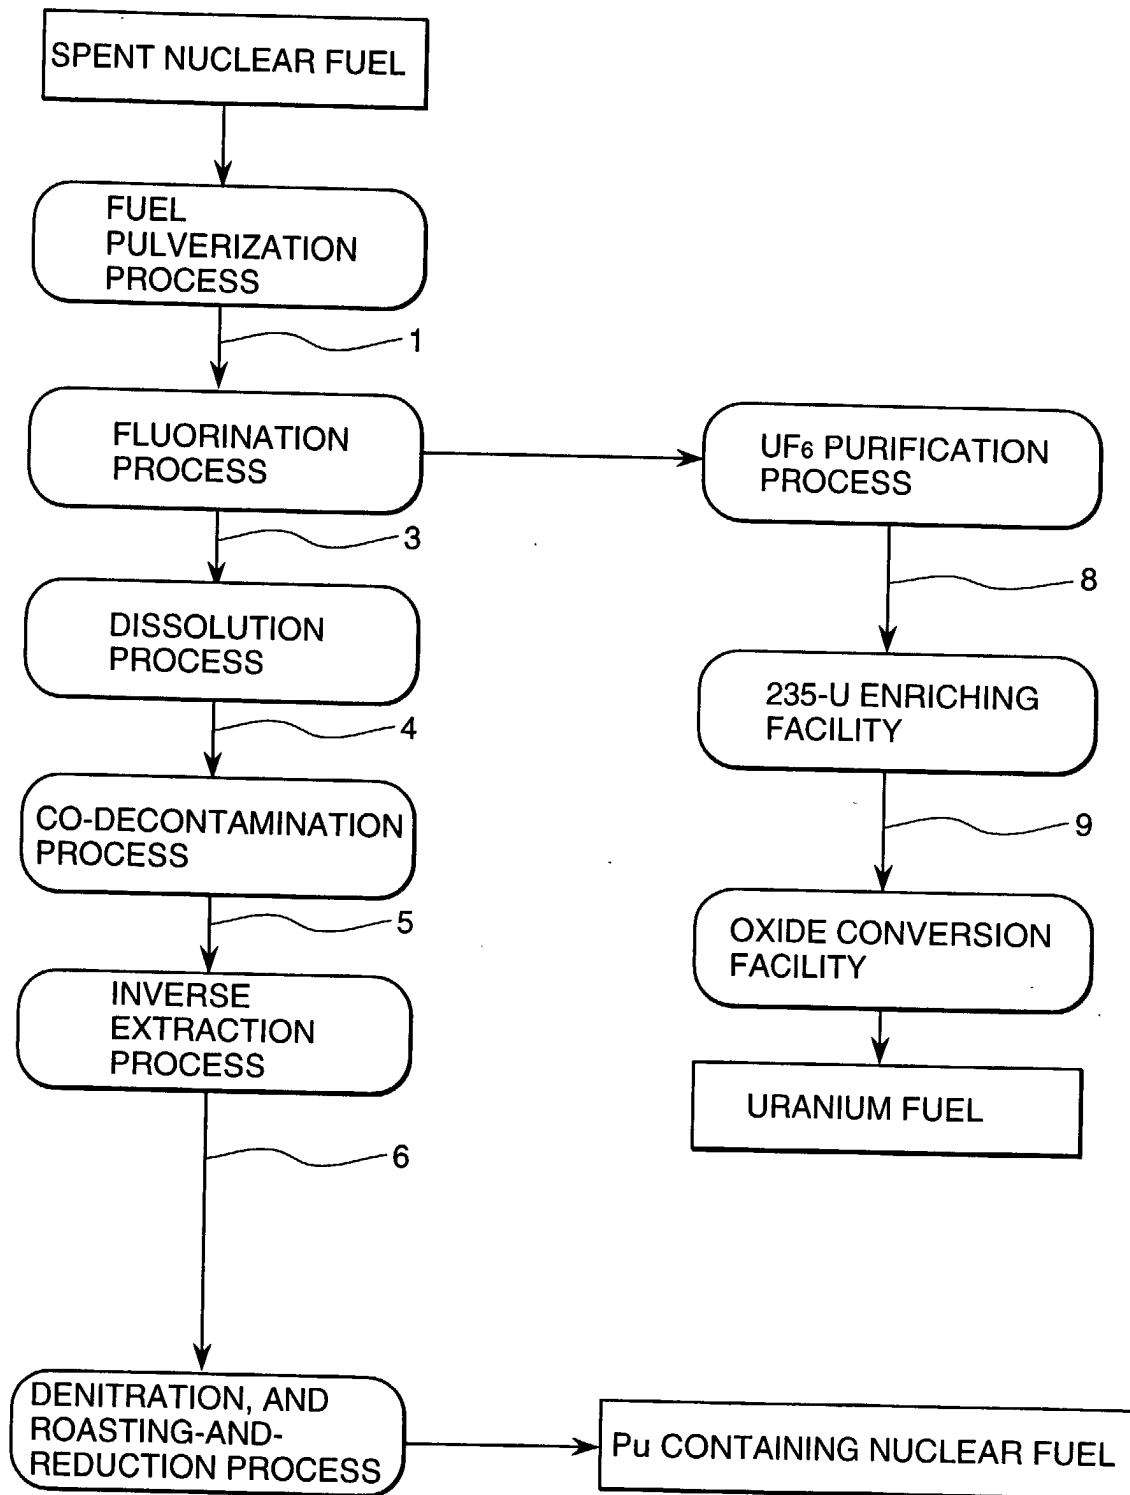 SPENT NUCLEAR FUEL
FUEL
PULVERIZATION
PROCESS
1
FLUORINATION
PROCESS
UF₆ PURIFICATION
PROCESS
3
8
DISSOLUTION
PROCESS
235-U ENRICHING
FACILITY
4
CO-DECONTAMINATION
PROCESS
9
5
OXIDE CONVERSION
FACILITY
INVERSE
EXTRACTION
PROCESS
URANIUM FUEL
6
DENITRATION, AND
ROASTING-AND-
REDUCTION PROCESS
Pu CONTAINING NUCLEAR FUEL